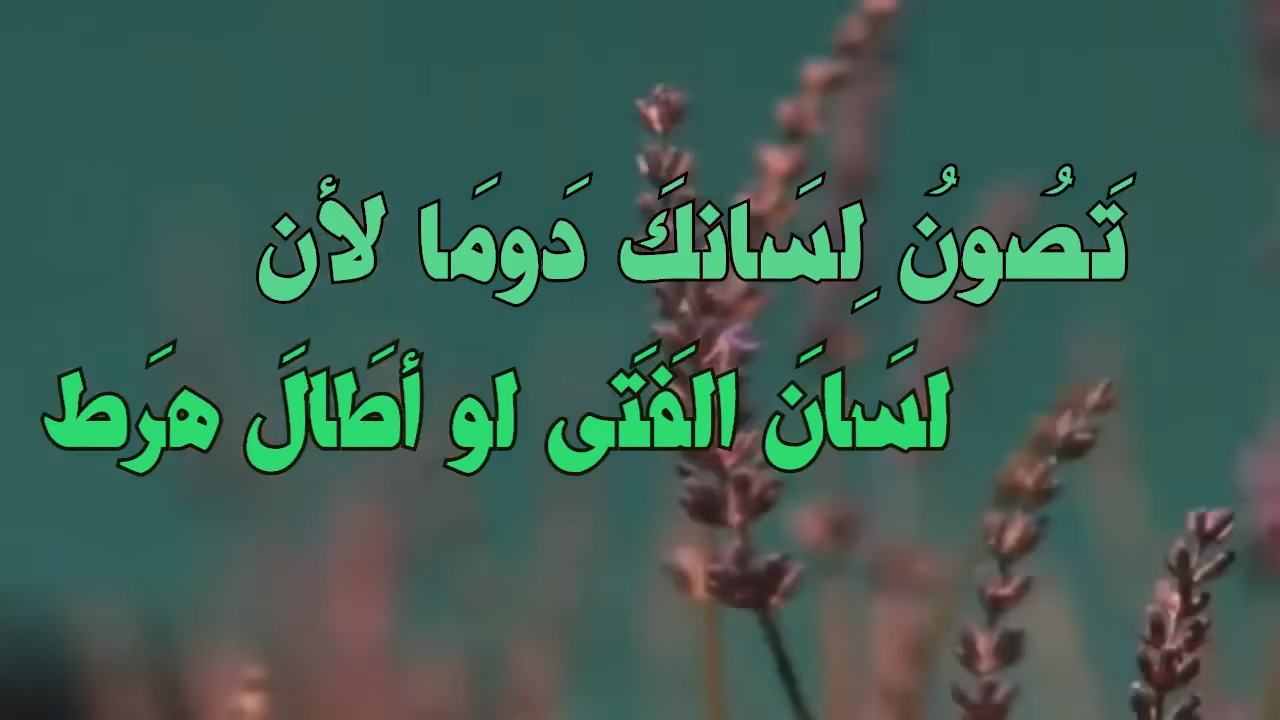 تَصُونُ لِسَانكَ دَومَا لأن
لسَانَ الفَتَى لو أطَالَ هرَط